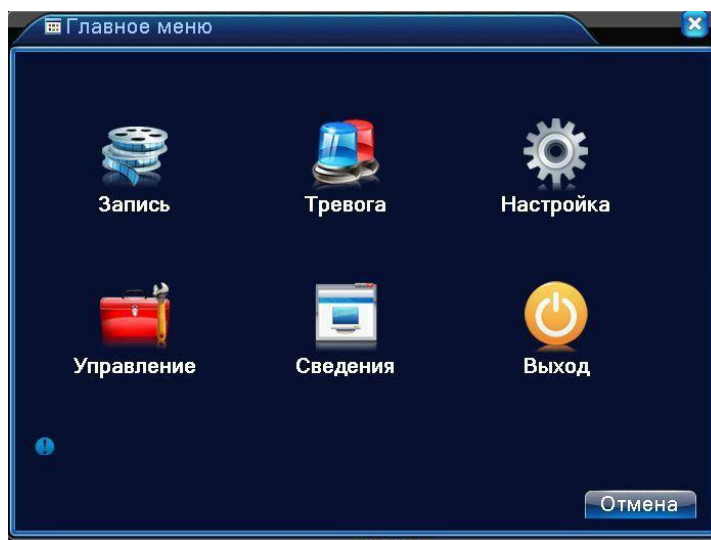 Главное меню
Запись
Тревога
Настройка
Управление
Сведения
Выход
Отмена